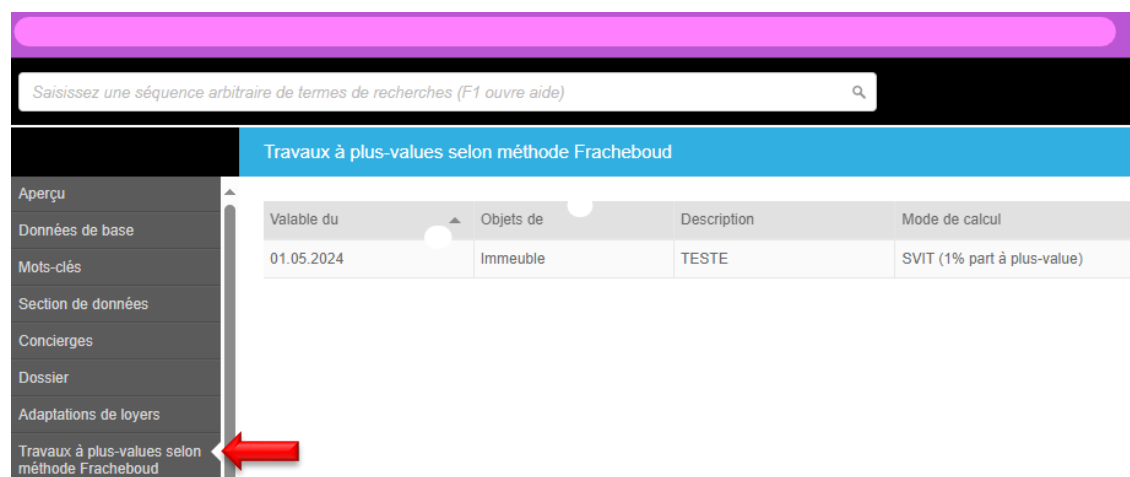 Saisissez une séquence arbitraire de termes de recherches (F1 ouvre aide)
Travaux à plus-values selon méthode Fracheboud
Aperçu
Données de base
Mots-clés
Section de données
Concierges
Dossier
Adaptations de loyers
Travaux à plus-values selon
méthode Fracheboud
Valable du Objets de Description Mode de calcul
01.05.2024 Immeuble TESTE SVIT (1% part à plus-value)